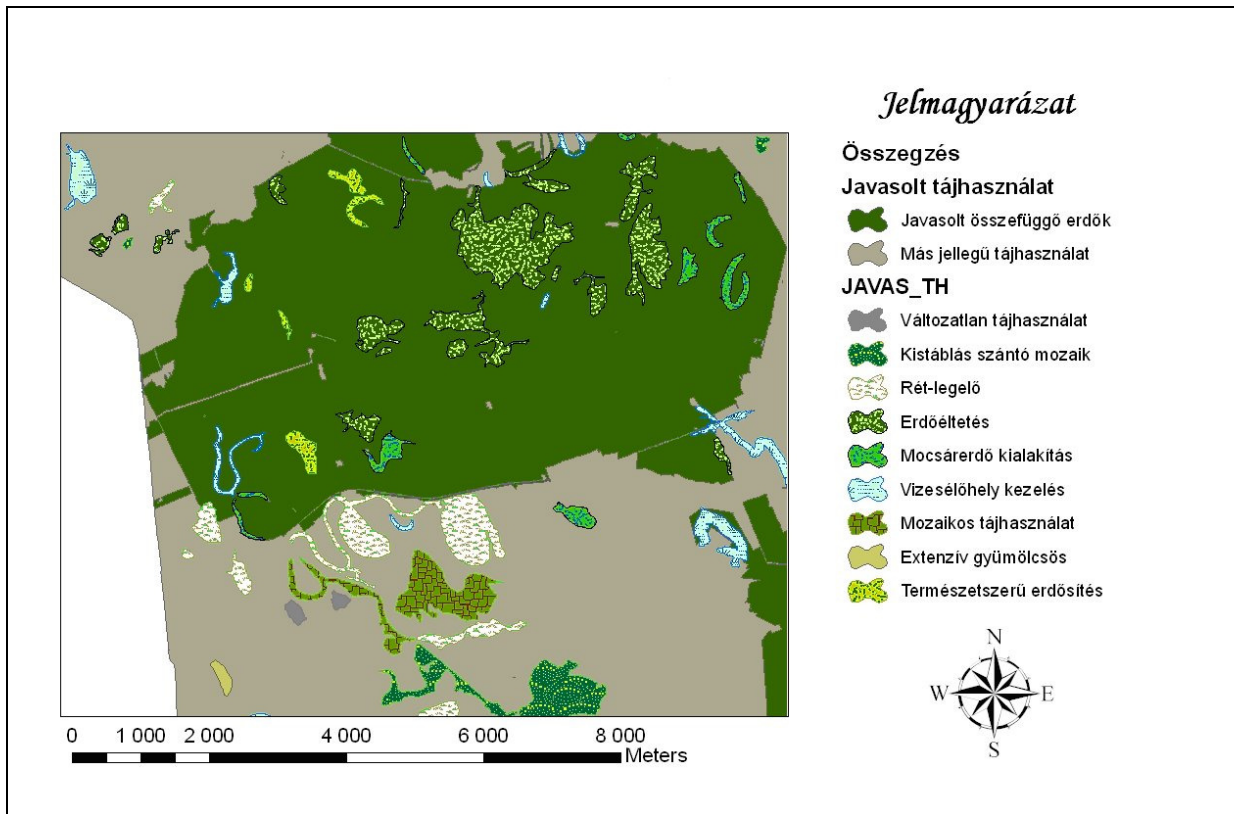 Jelmagyarázat
Összegzés
Javasolt tájhasználat
Javasolt összefüggő erdők
Más jellegű tájhasználat
JAVAS_TH
Változatlan tájhasználat
Kistáblás szántó mozaik
Rét-legelő
Erdőéltetés
Mocsárerdő kialakítás
Vizesélőhely kezelés
Mozaikos tájhasználat
Extenzív gyümölcsös
Természetszerű erdősítés
N
W E
S
0 1 000 2 000 4 000 6 000 8 000
Meters